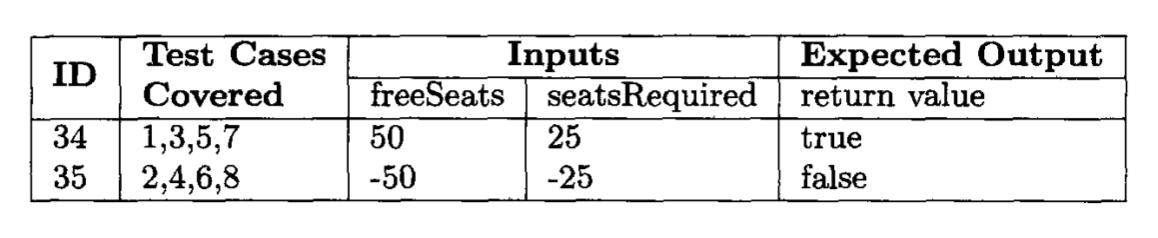 ID Test Cases Covered Inputs Expected Output
freeSeats seatsRequired return value
34 1,3,5,7 50 25 true
35 2,4,6,8 -50 -25 false